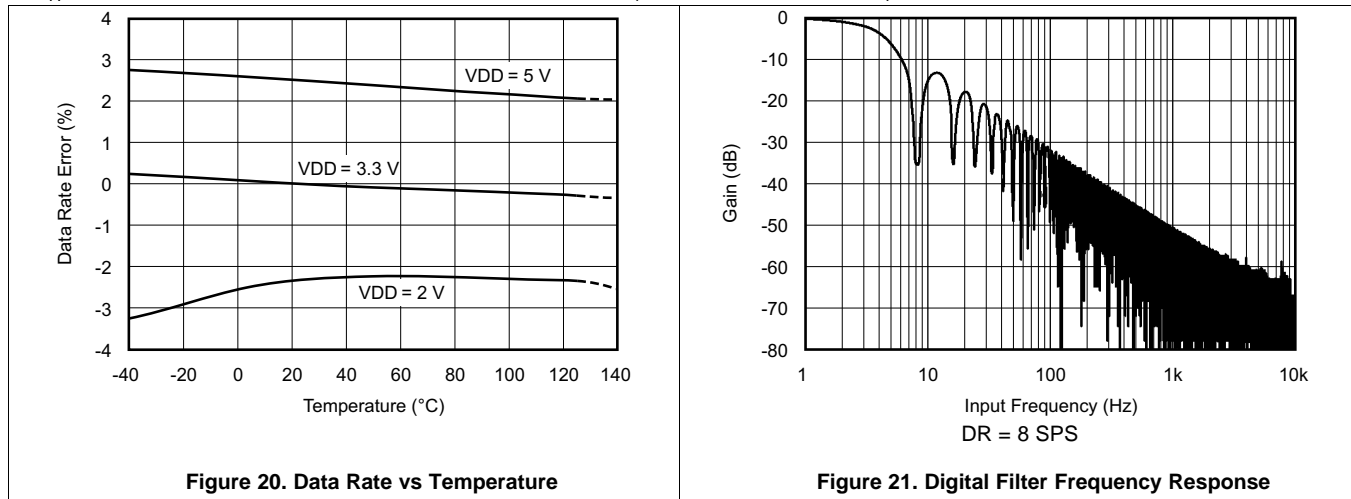 4
3
2
1
0
-1
-2
-3
-4
Data Rate Error (%)
VDD = 5 V
VDD = 3.3 V
VDD = 2 V
-40 -20 0 20 40 60 80 100 120 140
Temperature (°C)
Figure 20. Data Rate vs Temperature
0
-10
-20
-30
-40
-50
-60
-70
-80
Gain (dB)
1 10 100 1k 10k
Input Frequency (Hz)
DR = 8 SPS
Figure 21. Digital Filter Frequency Response